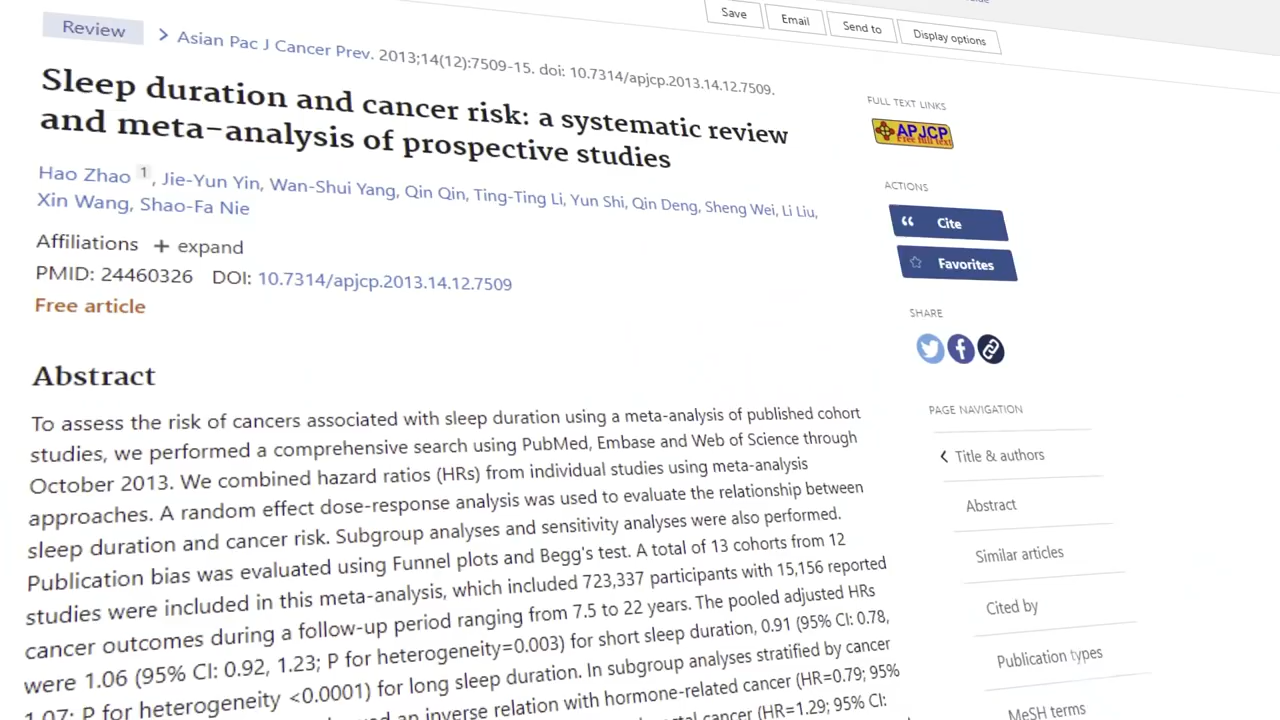 Save
Email
Send to
Display options
Review
Asian Pac J Cancer Prev. 2013;14(12):7509-15. doi: 10.7314/apjcp.2013.14.12.7509.
Sleep duration and cancer risk: a systematic review
and meta-analysis of prospective studies
Hao Zhao 1, Jie-Yun Yin, Wan-Shui Yang, Qin Qin, Ting-Ting Li, Yun Shi, Qin Deng, Sheng Wei, Li Liu,
Xin Wang, Shao-Fa Nie
Affiliations + expand
PMID: 24460326 DOI: 10.7314/apjcp.2013.14.12.7509
Free article
Abstract
To assess the risk of cancers associated with sleep duration using a meta-analysis of published cohort
studies, we performed a comprehensive search using PubMed, Embase and Web of Science through
October 2013. We combined hazard ratios (HRs) from individual studies using meta-analysis
approaches. A random effect dose-response analysis was used to evaluate the relationship between
sleep duration and cancer risk. Subgroup analyses and sensitivity analyses were also performed.
Publication bias was evaluated using Funnel plots and Begg's test. A total of 13 cohorts from 12
studies were included in this meta-analysis, which included 723,337 participants with 15,156 reported
cancer outcomes during a follow-up period ranging from 7.5 to 22 years. The pooled adjusted HRs
were 1.06 (95% CI: 0.92, 1.23; P for heterogeneity=0.003) for short sleep duration, 0.91 (95% CI: 0.78,
1.07; P for heterogeneity <0.0001) for long sleep duration. In subgroup analyses stratified by cancer
an inverse relation with hormone-related cancer (HR=0.79; 95%
cancer (HR=1.29; 95% CI:
FULL TEXT LINKS
APJCP
Free full text
ACTIONS
Cite
Favorites
SHARE
PAGE NAVIGATION
Title & authors
Abstract
Similar articles
Cited by
Publication types
MeSH terms